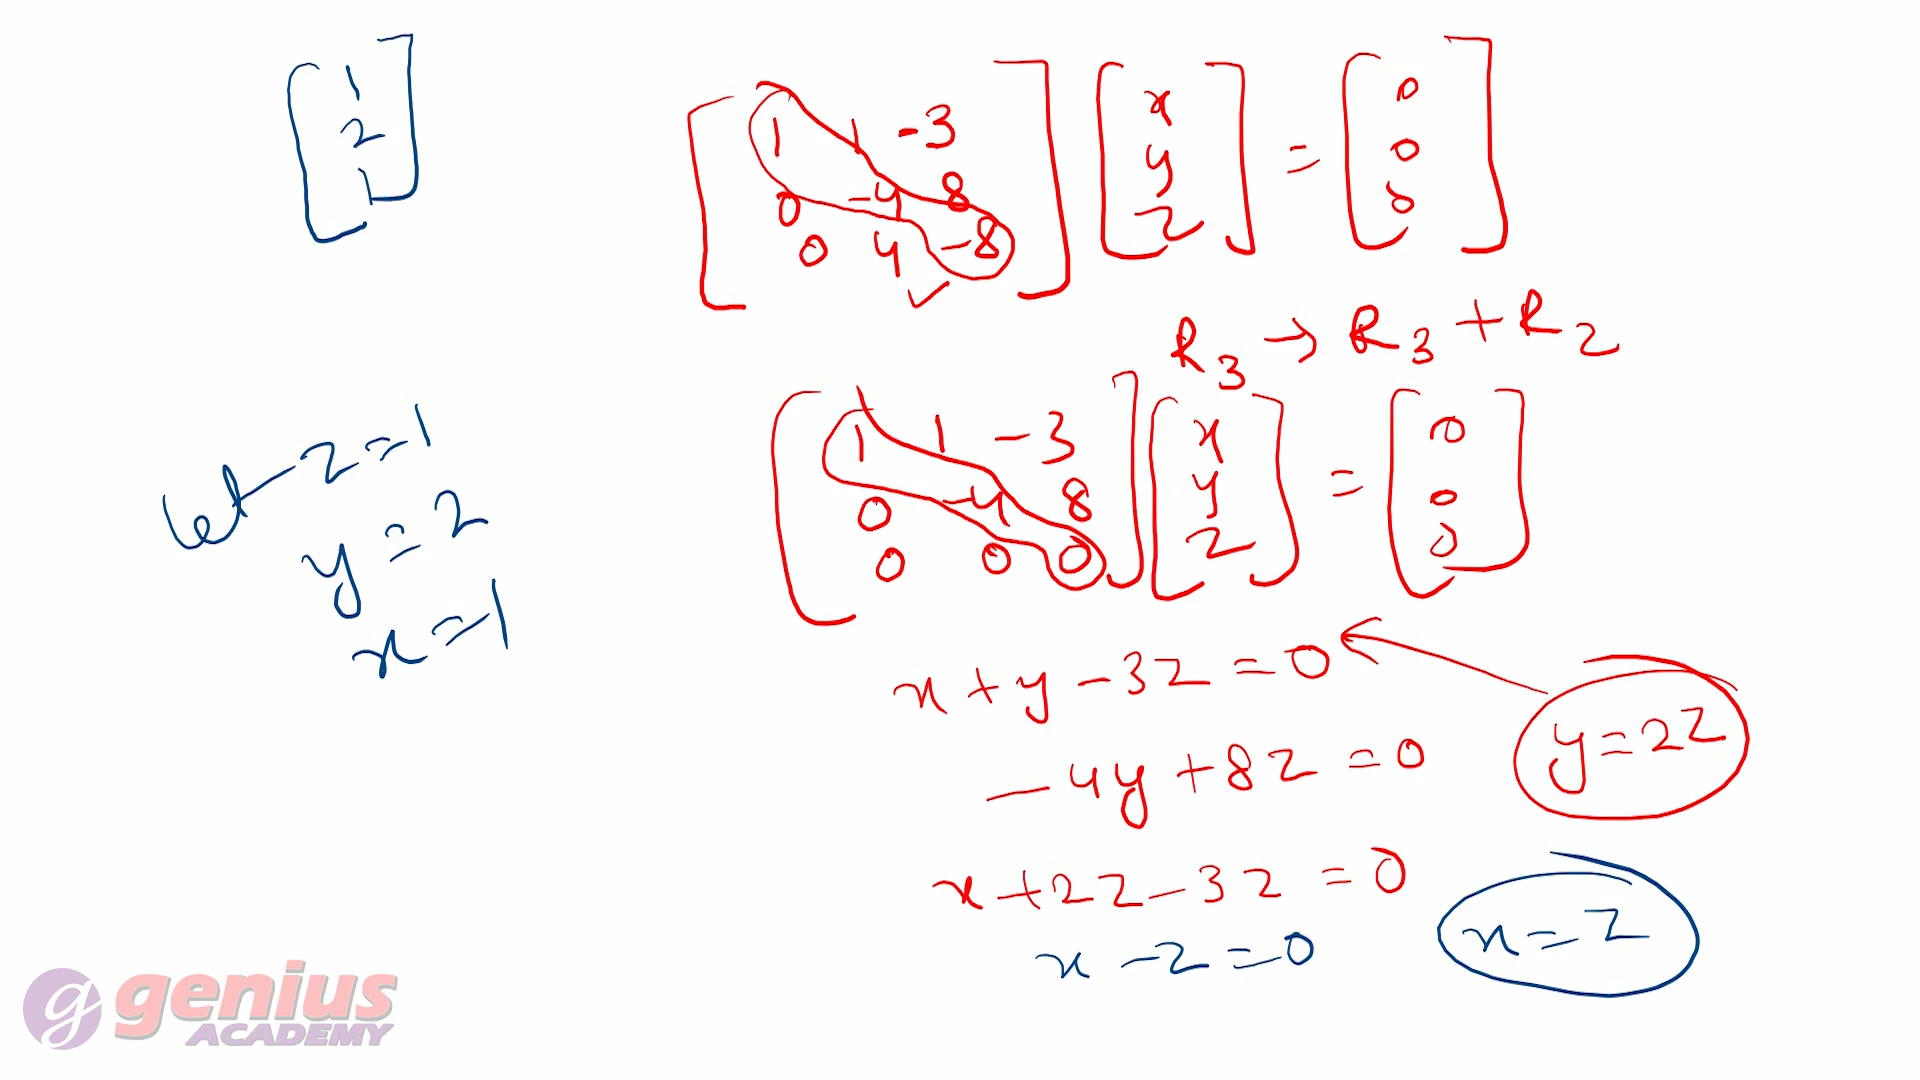 [1
2
1]
[1 1 -3
0 -4 8
0 4 -8] [x
y
z] = [0
0
0]
R3 → R3 + R2
[1 1 -3
0 -4 8
0 0 0] [x
y
z] = [0
0
0]
let z = 1
y = 2
x = 1
x + y - 3z = 0
y = 2z
- 4y + 8z = 0
x + 2z - 3z = 0
x - z = 0
x = z
g genius
ACADEMY